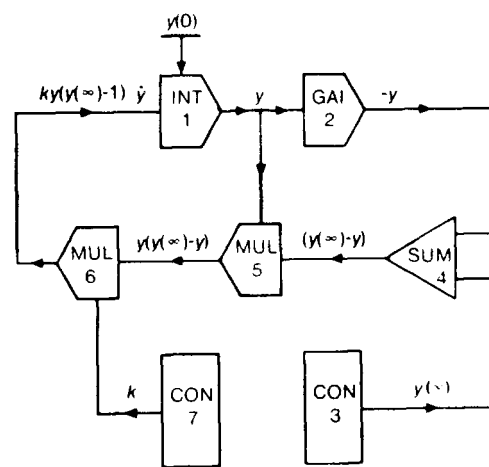 y(0)
ky(y(∞)-1) ẏ
INT
1
y
GAI
2
-y
MUL
6
y(y(∞)-y)
MUL
5
(y(∞)-y)
SUM
4
k
CON
7
CON
3